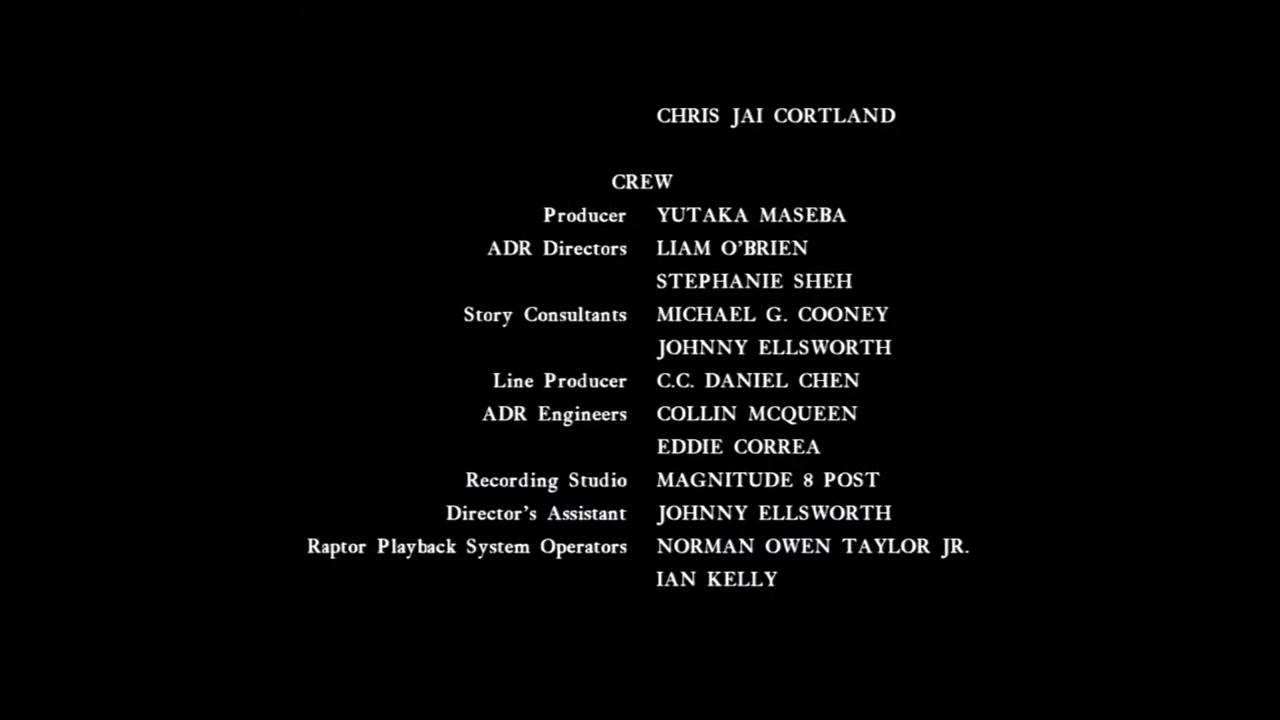 CHRIS JAI CORTLAND
CREW
Producer YUTAKA MASEBA
ADR Directors LIAM O'BRIEN
STEPHANIE SHEH
Story Consultants MICHAEL G. COONEY
JOHNNY ELLSWORTH
Line Producer C.C. DANIEL CHEN
ADR Engineers COLLIN MCQUEEN
EDDIE CORREA
Recording Studio MAGNITUDE 8 POST
Director's Assistant JOHNNY ELLSWORTH
Raptor Playback System Operators NORMAN OWEN TAYLOR JR.
IAN KELLY